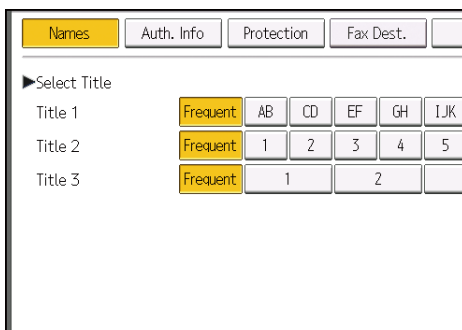 Names Auth. Info Protection Fax Dest.
▶Select Title
Title 1 Frequent AB CD EF GH IJK
Title 2 Frequent 1 2 3 4 5
Title 3 Frequent 1 2